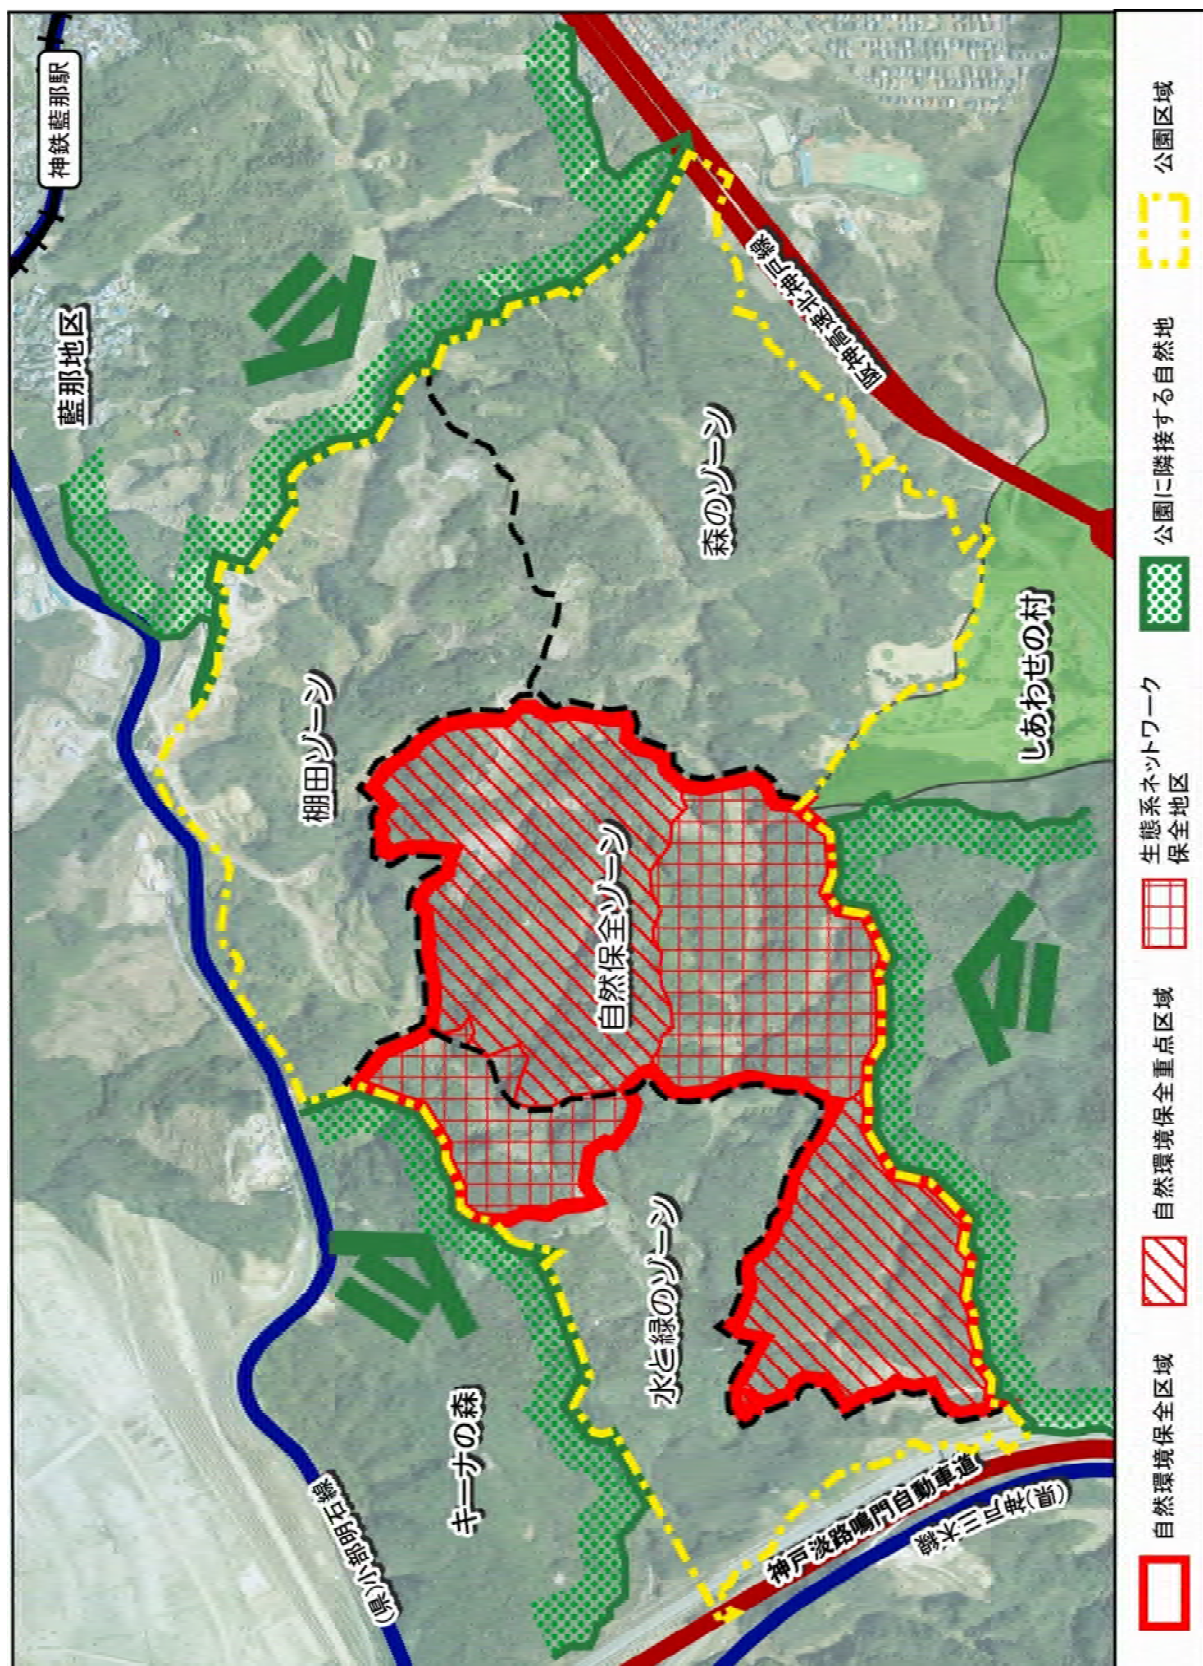 神鉄藍那駅
藍那地区
(県)小部明石線
キーナの森
棚田ゾーン
水と緑のゾーン
自然保全ゾーン
森のゾーン
阪神高速北神戸線
しあわせの村
神戸淡路鳴門自動車道
(県)神戸三木線
自然環境保全区域
自然環境保全重点区域
生態系ネットワーク
保全地区
公園に隣接する自然地
公園区域